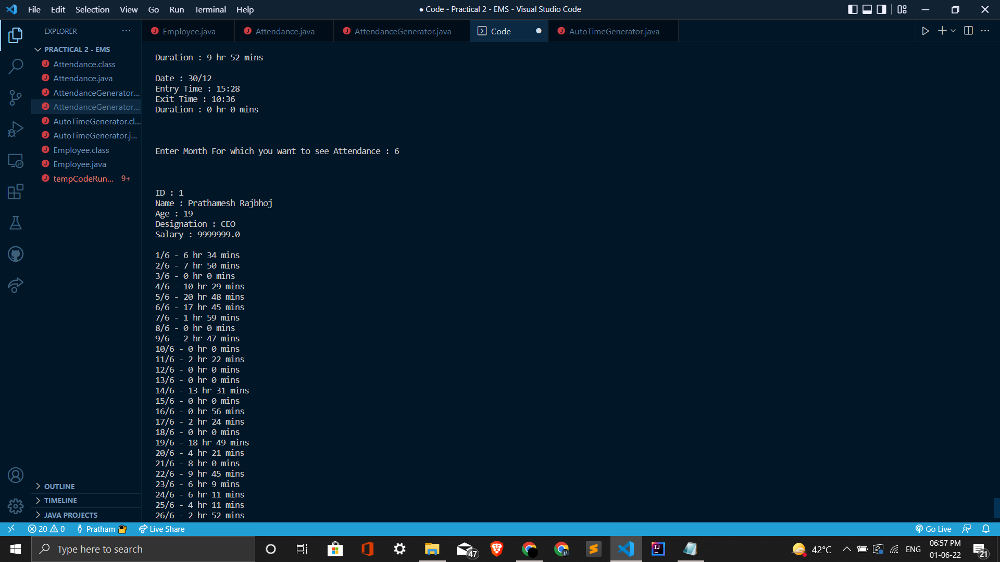 File Edit Selection View Go Run Terminal Help
● Code - Practical 2 - EMS - Visual Studio Code
EXPLORER ···
Employee.java
Attendance.java
AttendanceGenerator.java
Code
AutoTimeGenerator.java
PRACTICAL 2 - EMS
Attendance.class
Attendance.java
AttendanceGenerator...
AttendanceGenerator...
AutoTimeGenerator.cl...
AutoTimeGenerator.j...
Employee.class
Employee.java
tempCodeRun... 9+
OUTLINE
TIMELINE
JAVA PROJECTS
Duration : 9 hr 52 mins
Date : 30/12
Entry Time : 15:28
Exit Time : 10:36
Duration : 0 hr 0 mins
Enter Month For which you want to see Attendance : 6
ID : 1
Name : Prathamesh Rajbhoj
Age : 19
Designation : CEO
Salary : 9999999.0
1/6 - 6 hr 34 mins
2/6 - 7 hr 50 mins
3/6 - 0 hr 0 mins
4/6 - 10 hr 29 mins
5/6 - 20 hr 48 mins
6/6 - 17 hr 45 mins
7/6 - 1 hr 59 mins
8/6 - 0 hr 0 mins
9/6 - 2 hr 47 mins
10/6 - 0 hr 0 mins
11/6 - 2 hr 22 mins
12/6 - 0 hr 0 mins
13/6 - 0 hr 0 mins
14/6 - 13 hr 31 mins
15/6 - 0 hr 0 mins
16/6 - 0 hr 56 mins
17/6 - 2 hr 24 mins
18/6 - 0 hr 0 mins
19/6 - 18 hr 49 mins
20/6 - 4 hr 21 mins
21/6 - 8 hr 0 mins
22/6 - 9 hr 45 mins
23/6 - 6 hr 9 mins
24/6 - 6 hr 11 mins
25/6 - 4 hr 11 mins
26/6 - 2 hr 52 mins
20 0 Pratham Live Share
Go Live
Type here to search
47
42°C
ENG
06:57 PM
01-06-22
21